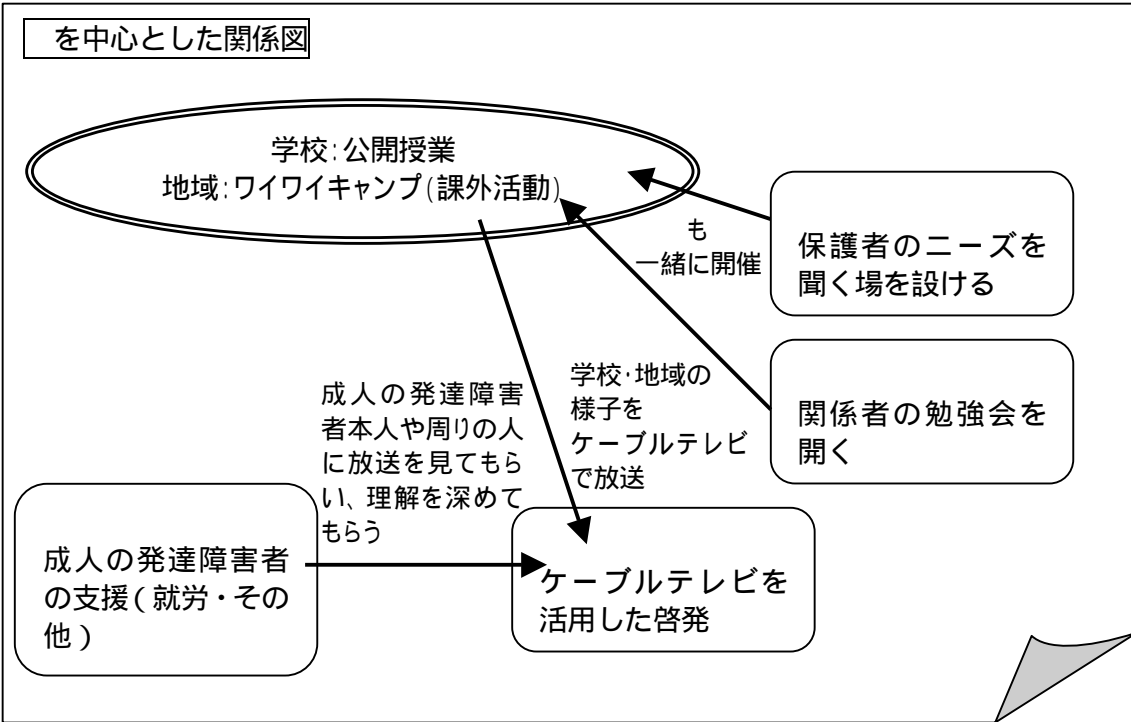 を中心とした関係図
学校：公開授業
地域：ワイワイキャンプ(課外活動)
も
一緒に開催
保護者のニーズを
聞く場を設ける
学校・地域の
様子を
ケーブルテレビ
で放送
関係者の勉強会を
開く
成人の発達障害
者本人や周りの人
に放送を見てもら
い、理解を深めて
もらう
成人の発達障害者
の支援(就労・その
他)
ケーブルテレビを
活用した啓発